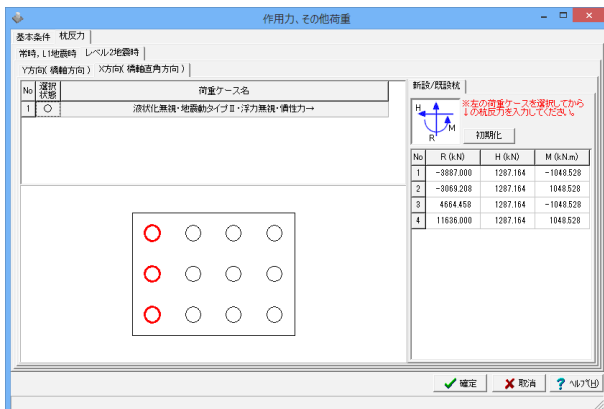 作用力、その他荷重
基本条件 杭反力
常時, L1地震時 レベル2地震時
Y方向( 橋軸方向 ) X方向( 橋軸直角方向 )
No 選択状態 荷重ケース名
1 ○ 液状化無視・地震動タイプⅡ・浮力無視・慣性力→
新設/既設杭
H M R
※左の荷重ケースを選択してから
↓の杭反力を入力してください。
初期化
No R (kN) H (kN) M (kN.m)
1 -3887.000 1287.164 -1048.528
2 -3069.208 1287.164 1048.528
3 4664.458 1287.164 -1048.528
4 11636.000 1287.164 1048.528
確定 取消 ヘルプ(H)